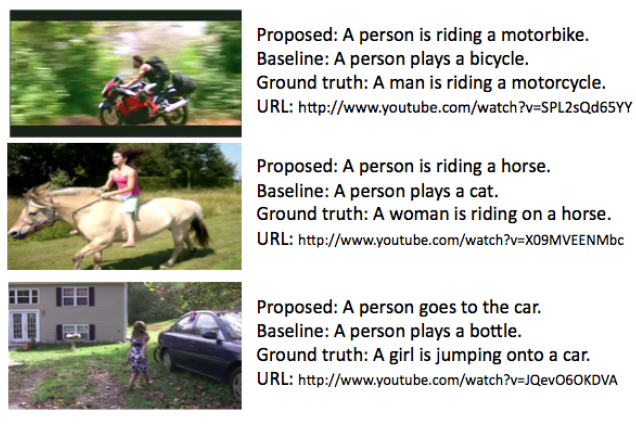 Proposed: A person is riding a motorbike.
Baseline: A person plays a bicycle.
Ground truth: A man is riding a motorcycle.
URL: http://www.youtube.com/watch?v=SPL2sQd65YY
Proposed: A person is riding a horse.
Baseline: A person plays a cat.
Ground truth: A woman is riding on a horse.
URL: http://www.youtube.com/watch?v=X09MVEENMbc
Proposed: A person goes to the car.
Baseline: A person plays a bottle.
Ground truth: A girl is jumping onto a car.
URL: http://www.youtube.com/watch?v=JQevO6OKDVA